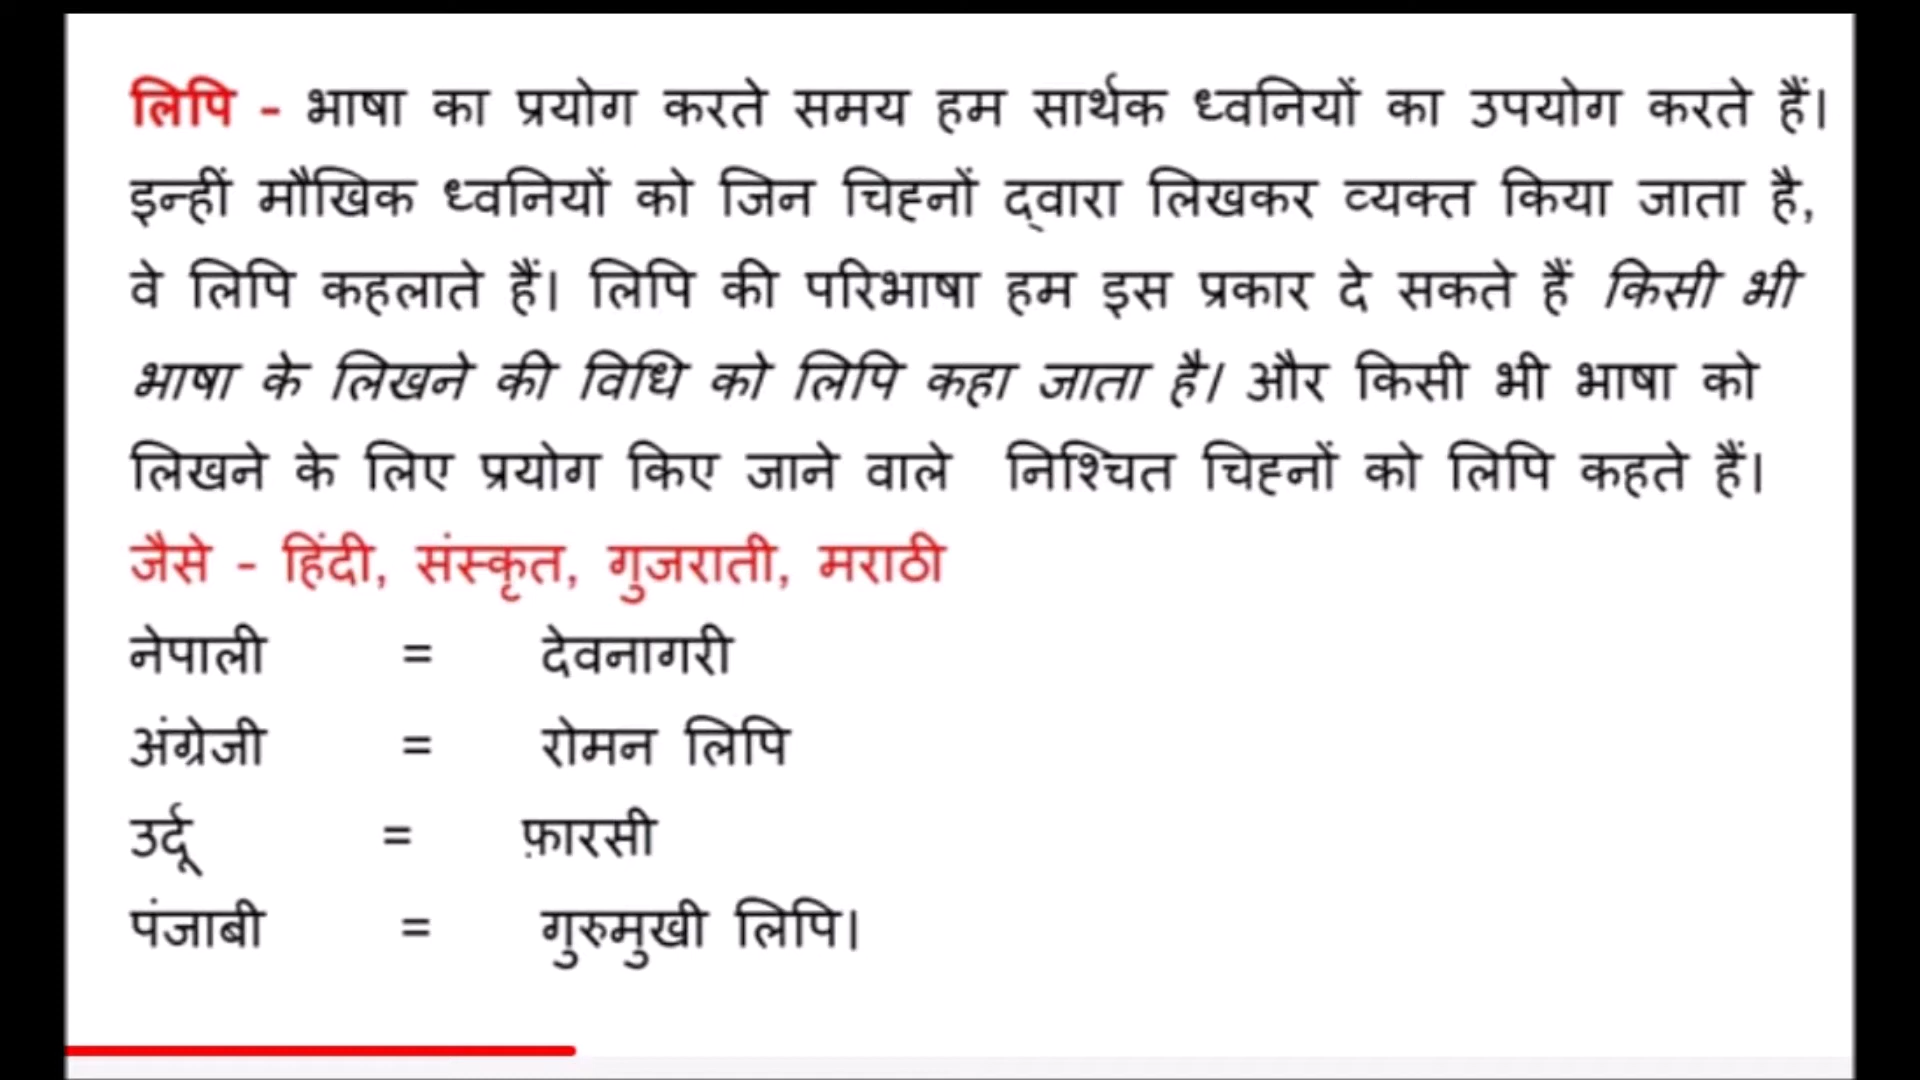 लिपि - भाषा का प्रयोग करते समय हम सार्थक ध्वनियों का उपयोग करते हैं।
इन्हीं मौखिक ध्वनियों को जिन चिह्नों द्वारा लिखकर व्यक्त किया जाता है,
वे लिपि कहलाते हैं। लिपि की परिभाषा हम इस प्रकार दे सकते हैं किसी भी
भाषा के लिखने की विधि को लिपि कहा जाता है। और किसी भी भाषा को
लिखने के लिए प्रयोग किए जाने वाले निश्चित चिह्नों को लिपि कहते हैं।
जैसे - हिंदी, संस्कृत, गुजराती, मराठी
नेपाली = देवनागरी
अंग्रेजी = रोमन लिपि
उर्दू = फ़ारसी
पंजाबी = गुरुमुखी लिपि।